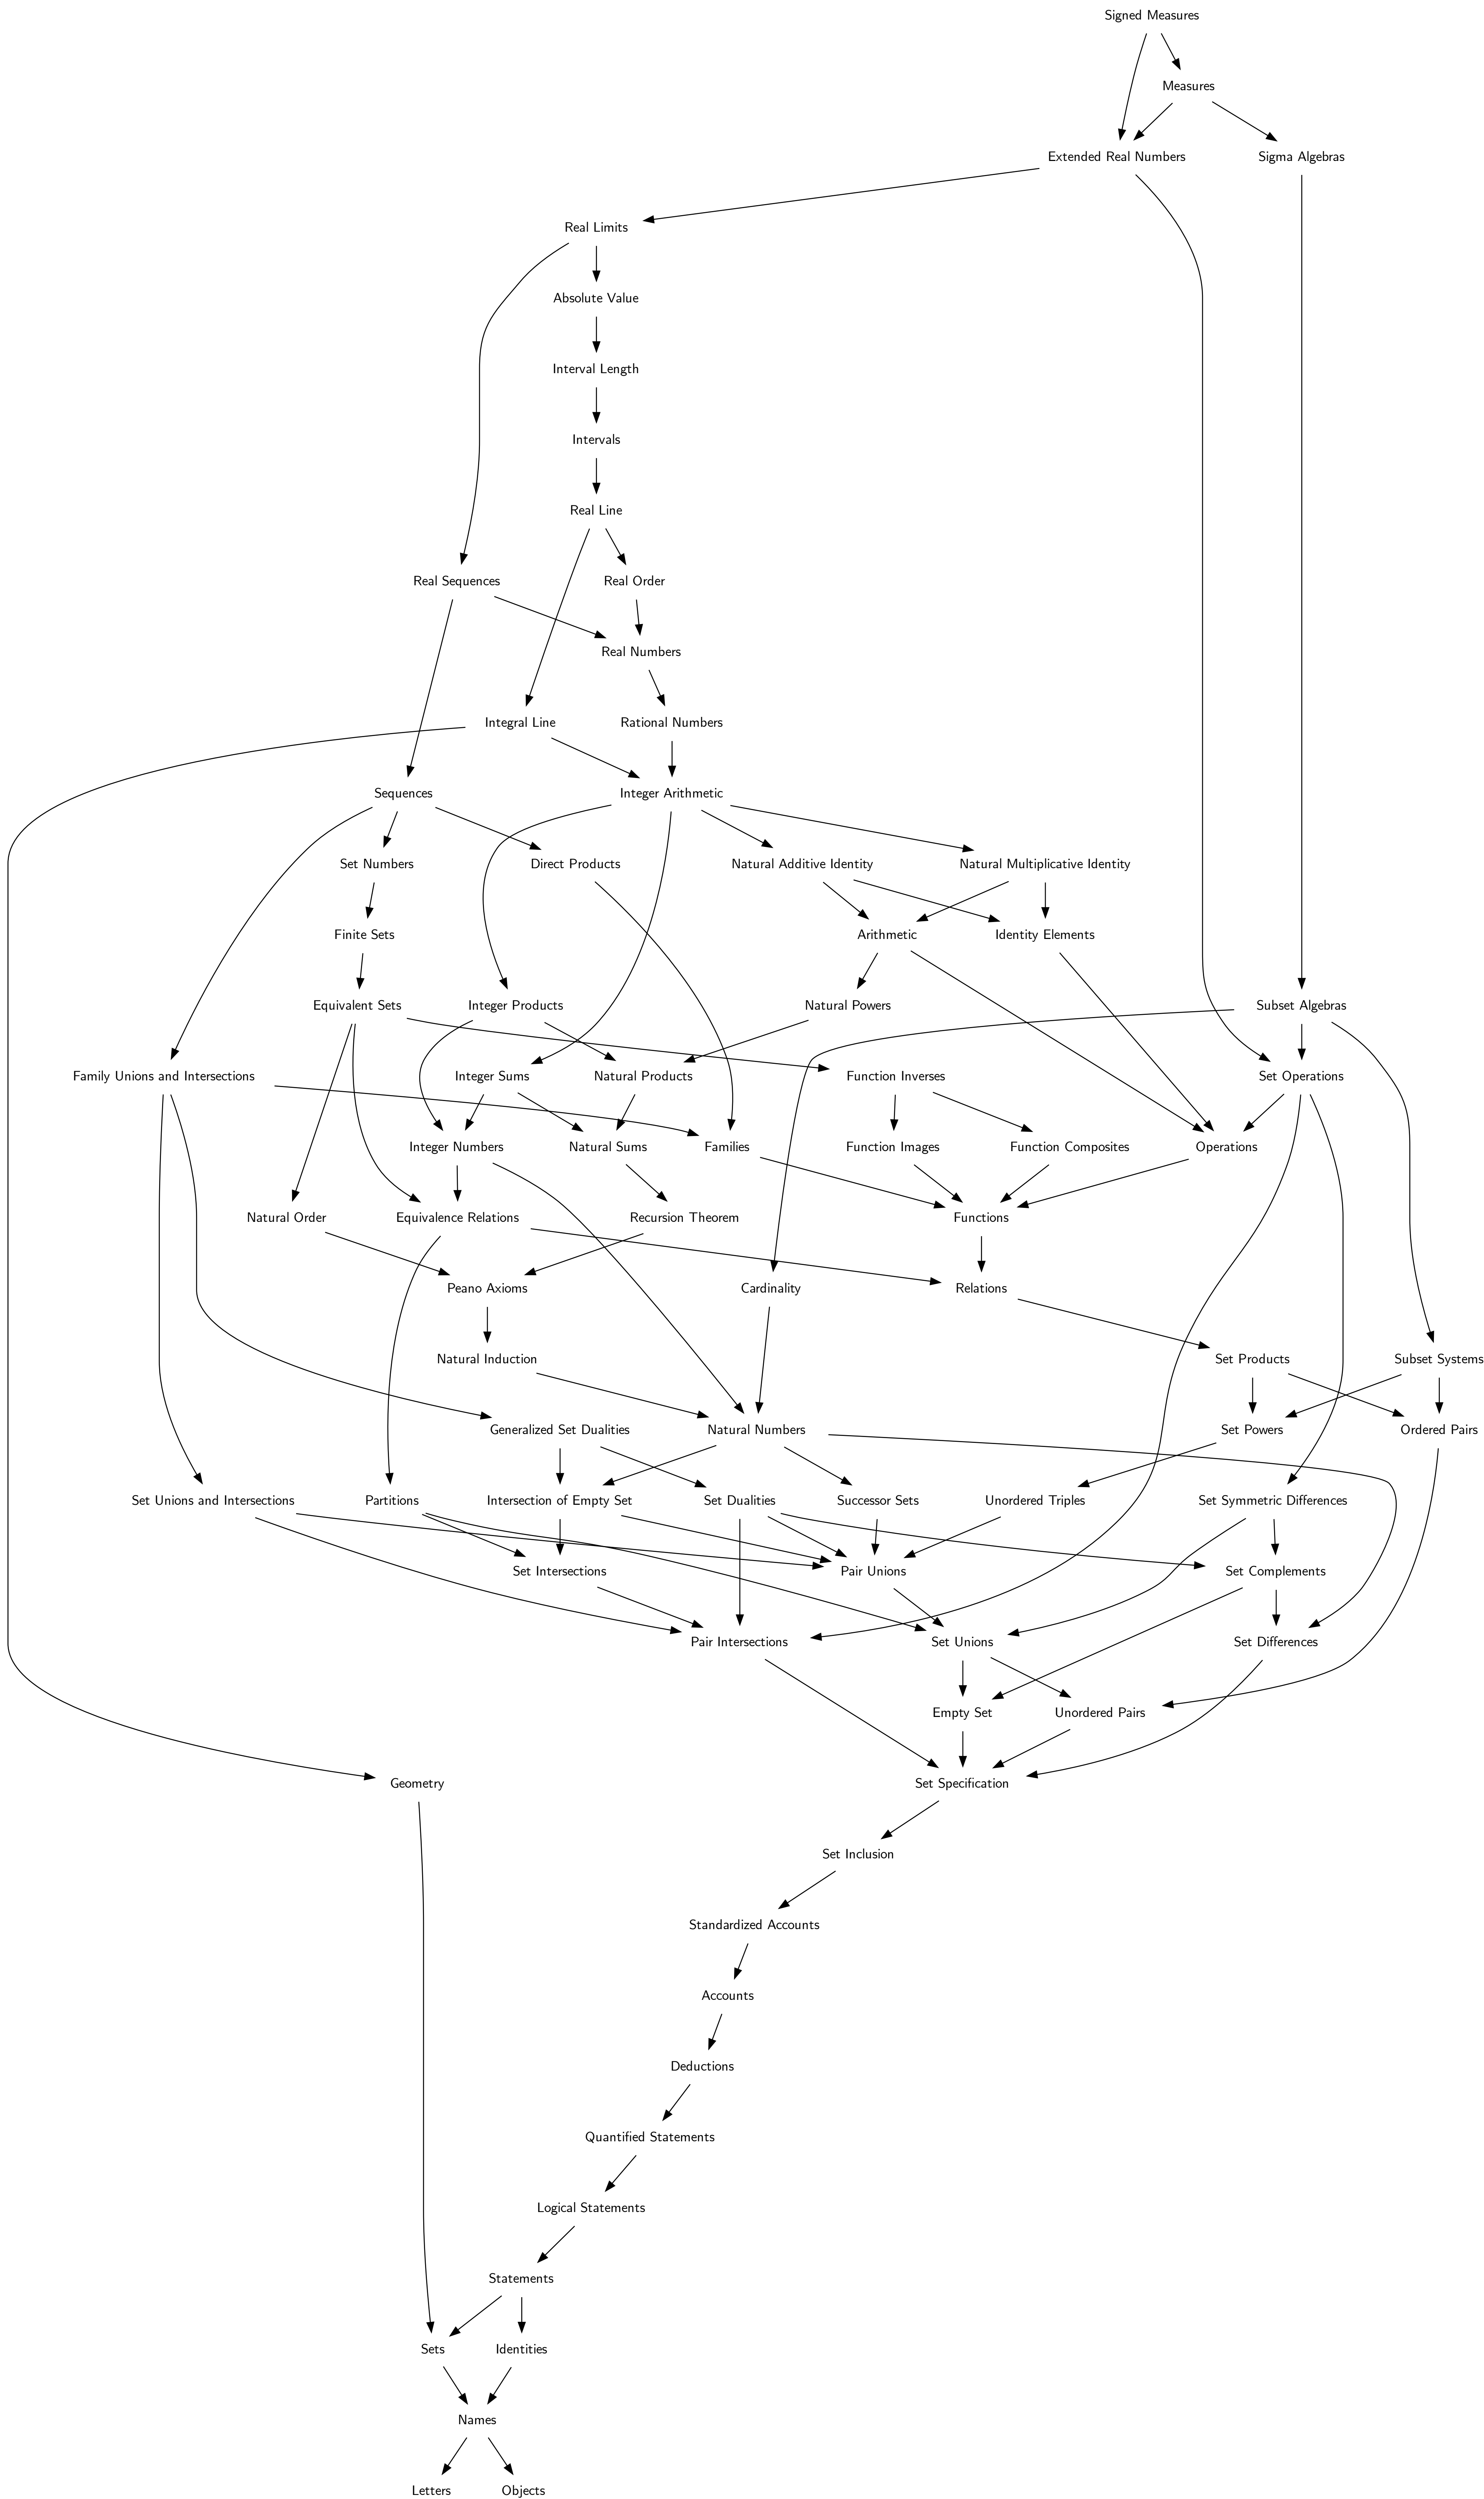 Signed Measures
Measures
Extended Real Numbers
Sigma Algebras
Real Limits
Absolute Value
Interval Length
Intervals
Real Line
Real Sequences
Real Order
Real Numbers
Integral Line
Rational Numbers
Sequences
Integer Arithmetic
Set Numbers
Direct Products
Natural Additive Identity
Natural Multiplicative Identity
Finite Sets
Arithmetic
Identity Elements
Equivalent Sets
Integer Products
Natural Powers
Subset Algebras
Family Unions and Intersections
Integer Sums
Natural Products
Function Inverses
Set Operations
Integer Numbers
Natural Sums
Families
Function Images
Function Composites
Operations
Natural Order
Equivalence Relations
Recursion Theorem
Functions
Peano Axioms
Cardinality
Relations
Natural Induction
Set Products
Subset Systems
Generalized Set Dualities
Natural Numbers
Set Powers
Ordered Pairs
Set Unions and Intersections
Partitions
Intersection of Empty Set
Set Dualities
Successor Sets
Unordered Triples
Set Symmetric Differences
Set Intersections
Pair Unions
Set Complements
Pair Intersections
Set Unions
Set Differences
Empty Set
Unordered Pairs
Geometry
Set Specification
Set Inclusion
Standardized Accounts
Accounts
Deductions
Quantified Statements
Logical Statements
Statements
Sets
Identities
Names
Letters
Objects